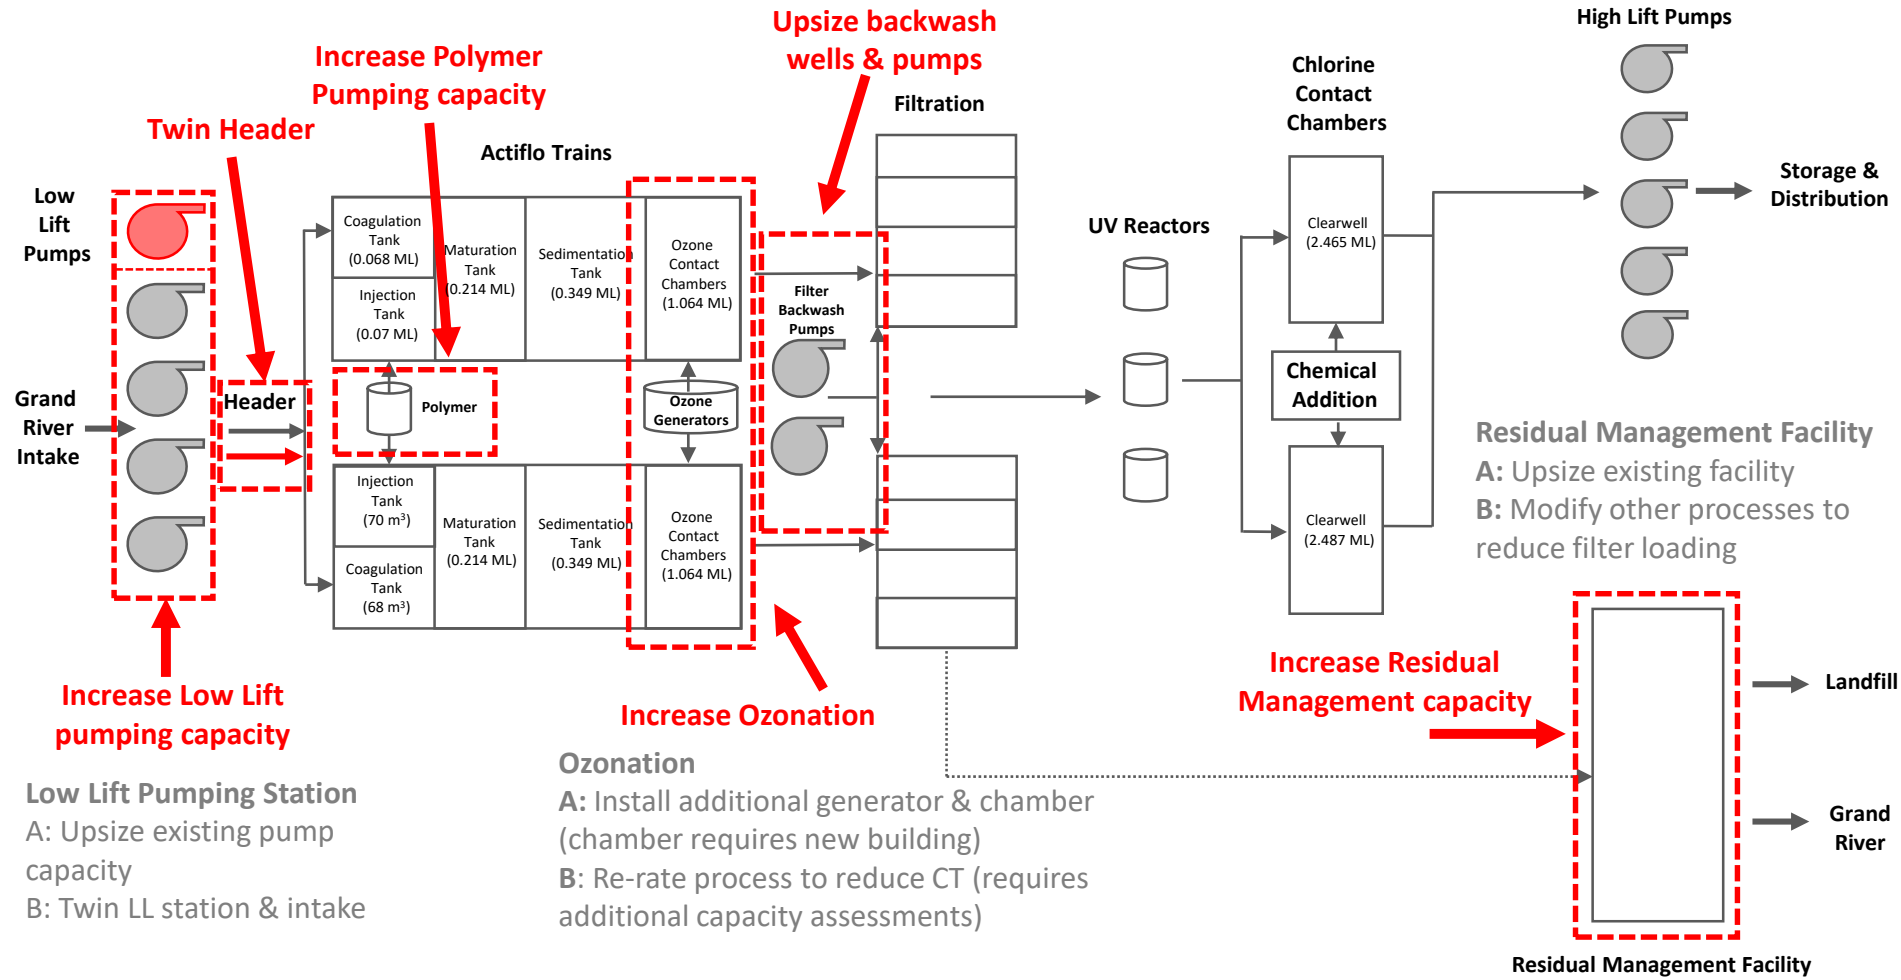 Upsize backwash
wells & pumps
High Lift Pumps
Increase Polymer
Pumping capacity
Chlorine
Contact
Chambers
Filtration
Twin Header
Actiflo Trains
Low
Lift
Pumps
Storage &
Distribution
Coagulation
Tank
(0.068 ML)
Maturation
Tank
(0.214 ML)
Sedimentation
Tank
(0.349 ML)
Ozone
Contact
Chambers
(1.064 ML)
Injection
Tank
(0.07 ML)
UV Reactors
Clearwell
(2.465 ML)
Filter
Backwash
Pumps
Grand
River
Intake
Header
Polymer
Ozone
Generators
Chemical
Addition
Residual Management Facility
A: Upsize existing facility
B: Modify other processes to
reduce filter loading
Injection
Tank
(70 m³)
Maturation
Tank
(0.214 ML)
Sedimentation
Tank
(0.349 ML)
Ozone
Contact
Chambers
(1.064 ML)
Coagulation
Tank
(68 m³)
Clearwell
(2.487 ML)
Increase Low Lift
pumping capacity
Increase Ozonation
Increase Residual
Management capacity
Landfill
Grand
River
Low Lift Pumping Station
A: Upsize existing pump
capacity
B: Twin LL station & intake
Ozonation
A: Install additional generator & chamber
(chamber requires new building)
B: Re-rate process to reduce CT (requires
additional capacity assessments)
Residual Management Facility